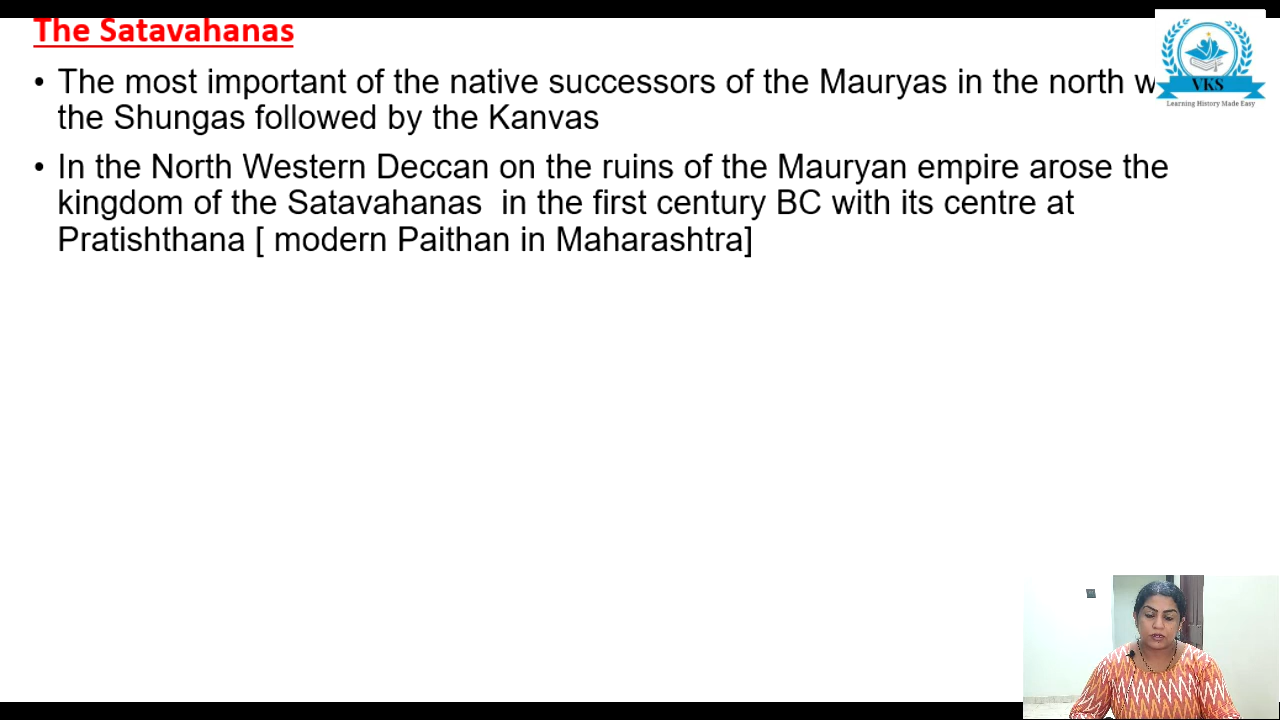 The Satavahanas
• The most important of the native successors of the Mauryas in the north
the Shungas followed by the Kanvas
• In the North Western Deccan on the ruins of the Mauryan empire arose the
kingdom of the Satavahanas in the first century BC with its centre at
Pratishthana [ modern Paithan in Maharashtra]
VKS
Learning History Made Easy